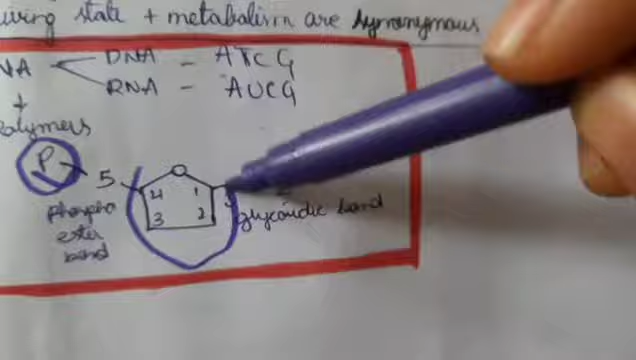 living state + metabolism are synonymous
NA
DNA - ATCG
RNA - AUCG
+
Polymers
P 5 4 3 1 2
glycosidic bond
phospho
ester
bond